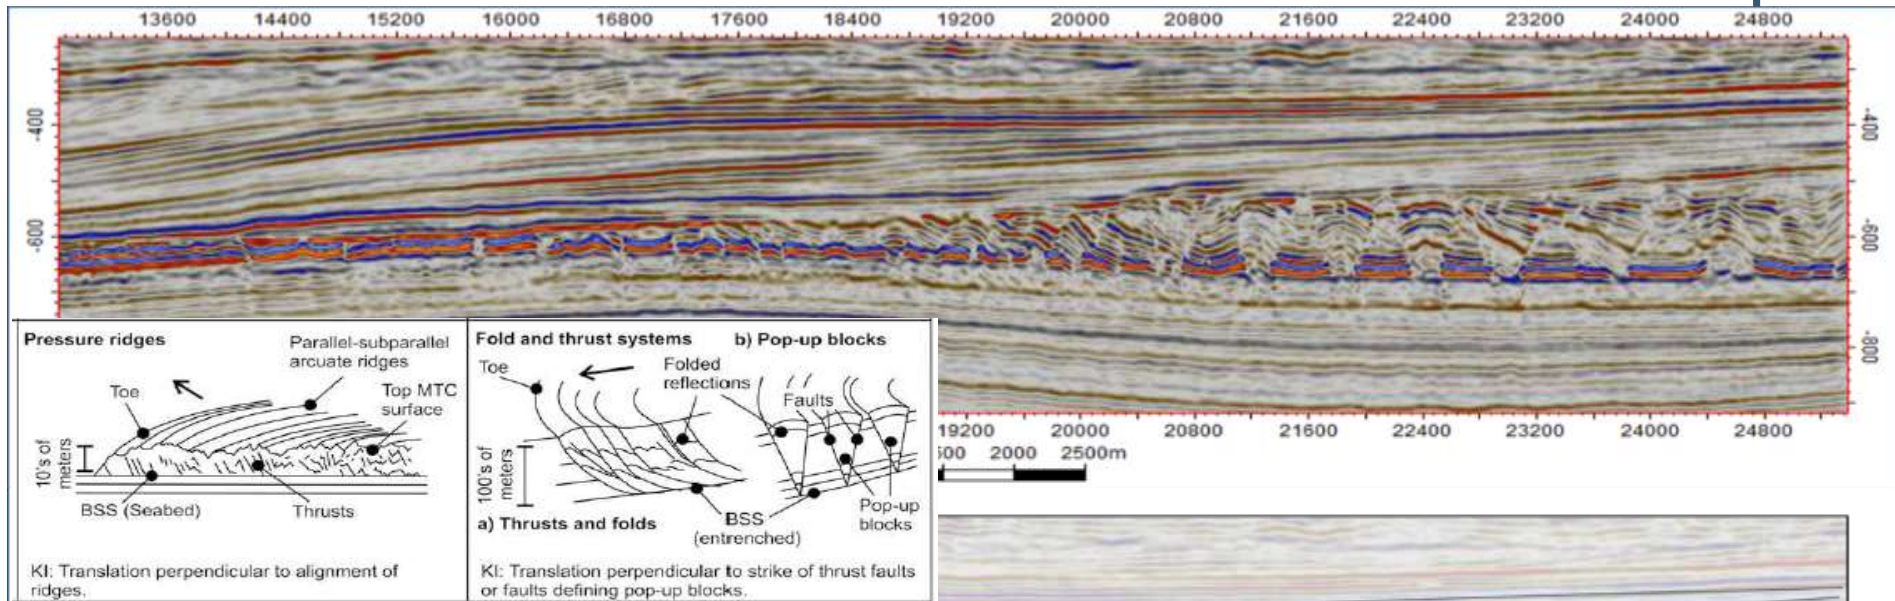 13600 14400 15200 16000 16800 17600 18400 19200 20000 20800 21600 22400 23200 24000 24800
-400 -400
-600 -600
-800
19200 20000 20800 21600 22400 23200 24000 24800
500 2000 2500m
Pressure ridges
Parallel-subparallel
arcuate ridges
Toe
Top MTC
surface
10's of
meters
BSS (Seabed)
Thrusts
KI: Translation perpendicular to alignment of
ridges.
Fold and thrust systems
b) Pop-up blocks
Toe
Folded
reflections
Faults
100's of
meters
a) Thrusts and folds
BSS
(entrenched)
Pop-up
blocks
KI: Translation perpendicular to strike of thrust faults
or faults defining pop-up blocks.